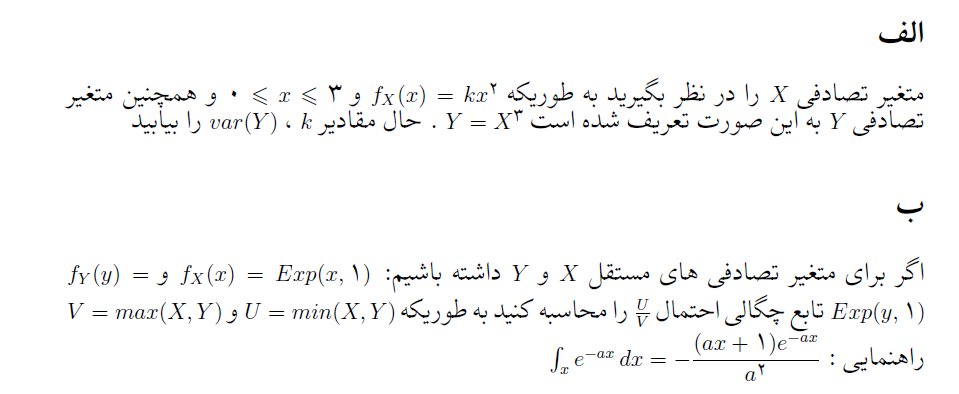 الف
متغیر تصادفی X را در نظر بگیرید به طوریکه f_X(x) = kx^۲ و ۰ ⩽ x ⩽ ۳ و همچنین متغیر
تصادفی Y به این صورت تعریف شده است Y = X^۳ . حال مقادیر k ، var(Y) را بیابید
ب
اگر برای متغیر تصادفی های مستقل X و Y داشته باشیم: f_X(x) = Exp(x, ۱) و f_Y(y) =
Exp(y, ۱) تابع چگالی احتمال \frac{U}{V} را محاسبه کنید به طوریکه U = min(X, Y) و V = max(X, Y)
راهنمایی : ∫_x e^{-ax} dx = -\frac{(ax + ۱)e^{-ax}}{a^۲}